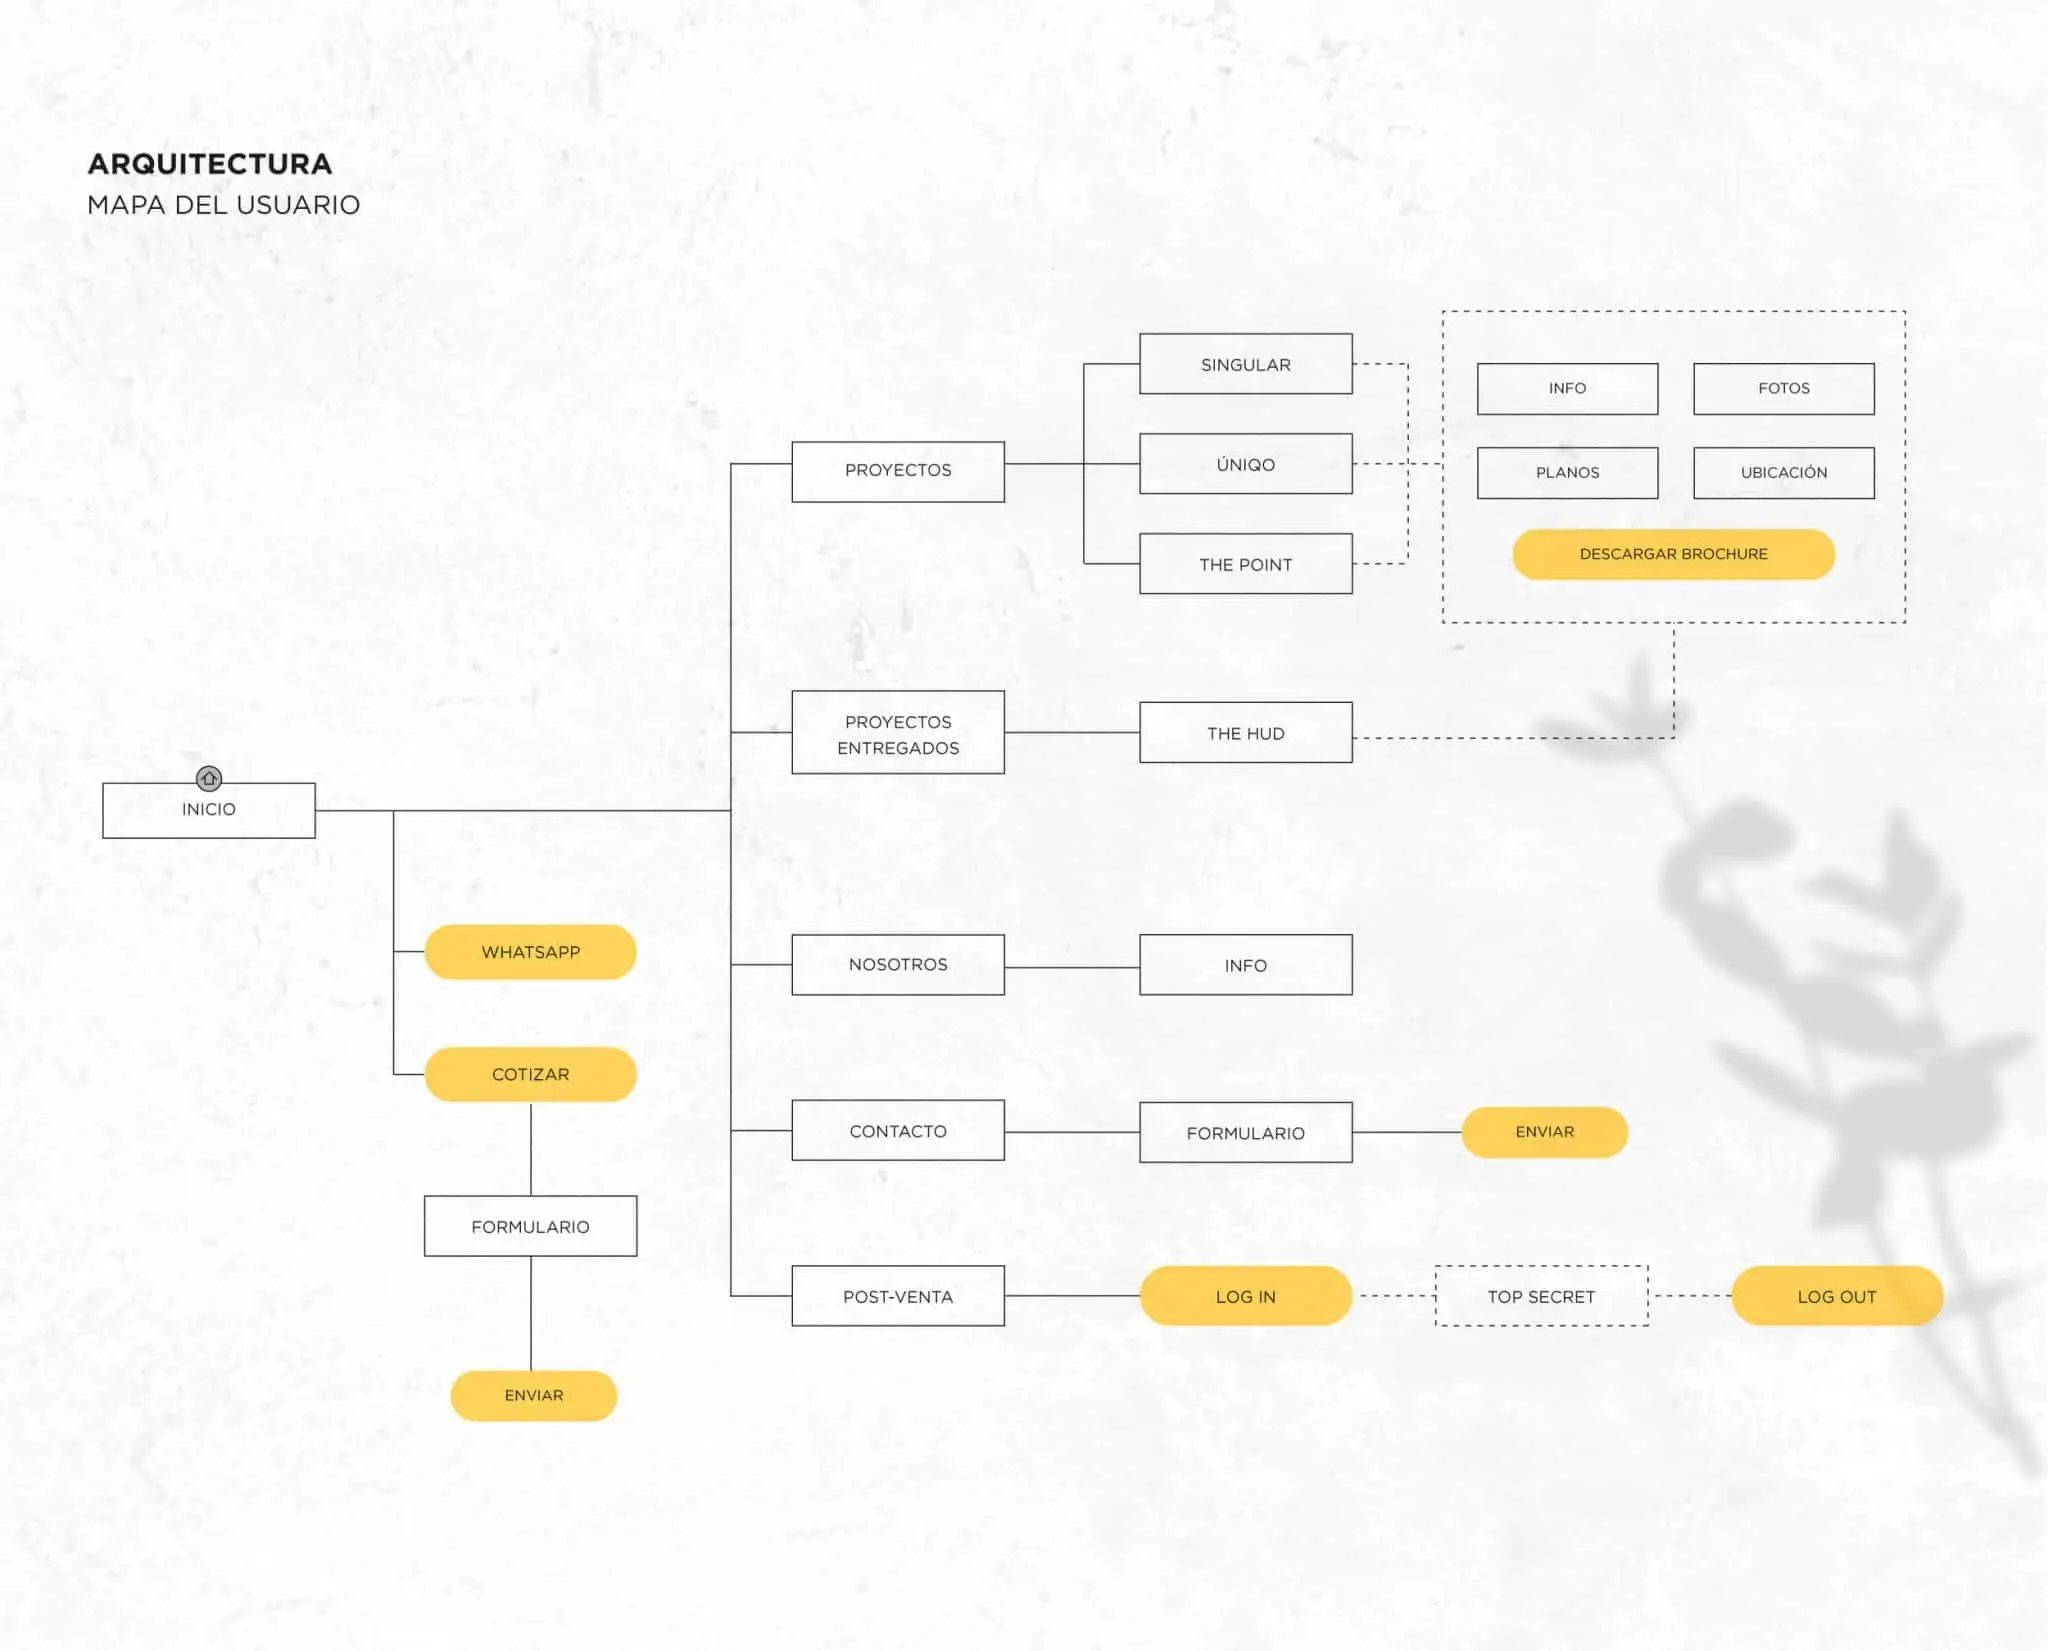 ARQUITECTURA
MAPA DEL USUARIO
INICIO
WHATSAPP
COTIZAR
FORMULARIO
ENVIAR
PROYECTOS
SINGULAR
ÚNIQO
THE POINT
INFO
FOTOS
PLANOS
UBICACIÓN
DESCARGAR BROCHURE
PROYECTOS
ENTREGADOS
THE HUD
NOSOTROS
INFO
CONTACTO
FORMULARIO
ENVIAR
POST-VENTA
LOG IN
TOP SECRET
LOG OUT